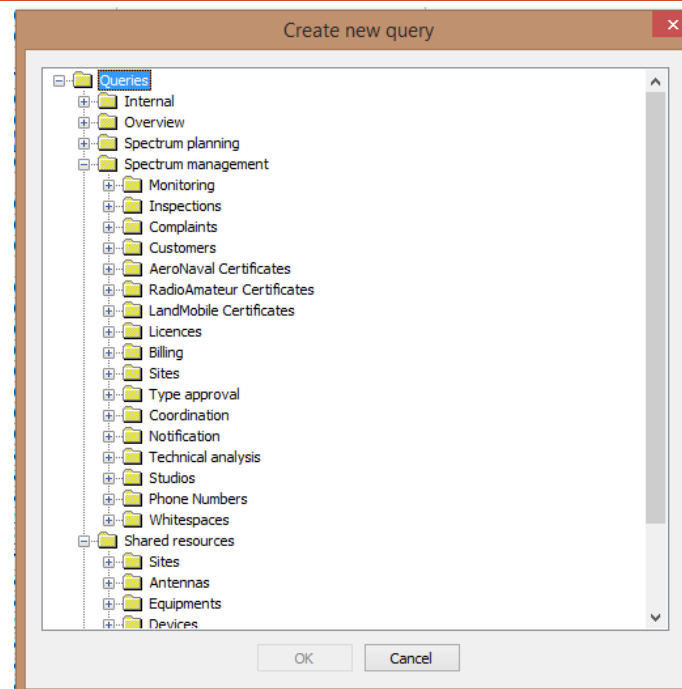 Create new query
Queries
Internal
Overview
Spectrum planning
Spectrum management
Monitoring
Inspections
Complaints
Customers
AeroNaval Certificates
RadioAmateur Certificates
LandMobile Certificates
Licences
Billing
Sites
Type approval
Coordination
Notification
Technical analysis
Studios
Phone Numbers
Whitespaces
Shared resources
Sites
Antennas
Equipments
Devices
OK Cancel